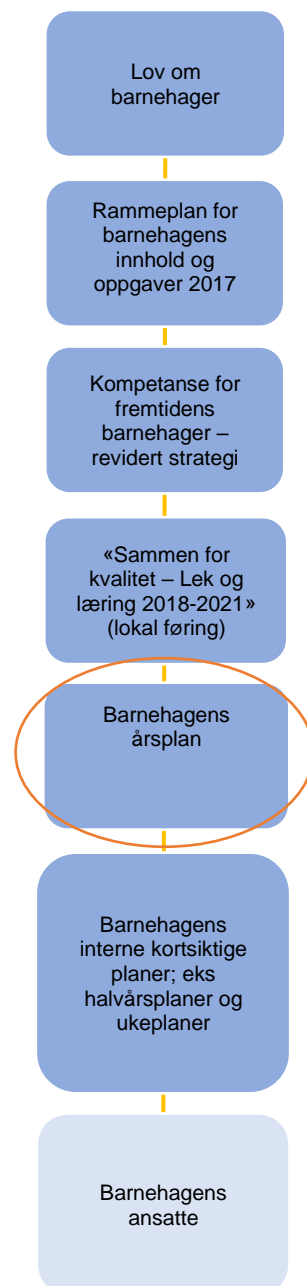 Lov om
barnehager
Rammeplan for
barnehagens
innhold og
oppgaver 2017
Kompetanse for
fremtidens
barnehager –
revidert strategi
«Sammen for
kvalitet – Lek og
læring 2018-2021»
(lokal føring)
Barnehagens
årsplan
Barnehagens
interne kortsiktige
planer; eks
halvårsplaner og
ukeplaner
Barnehagens
ansatte